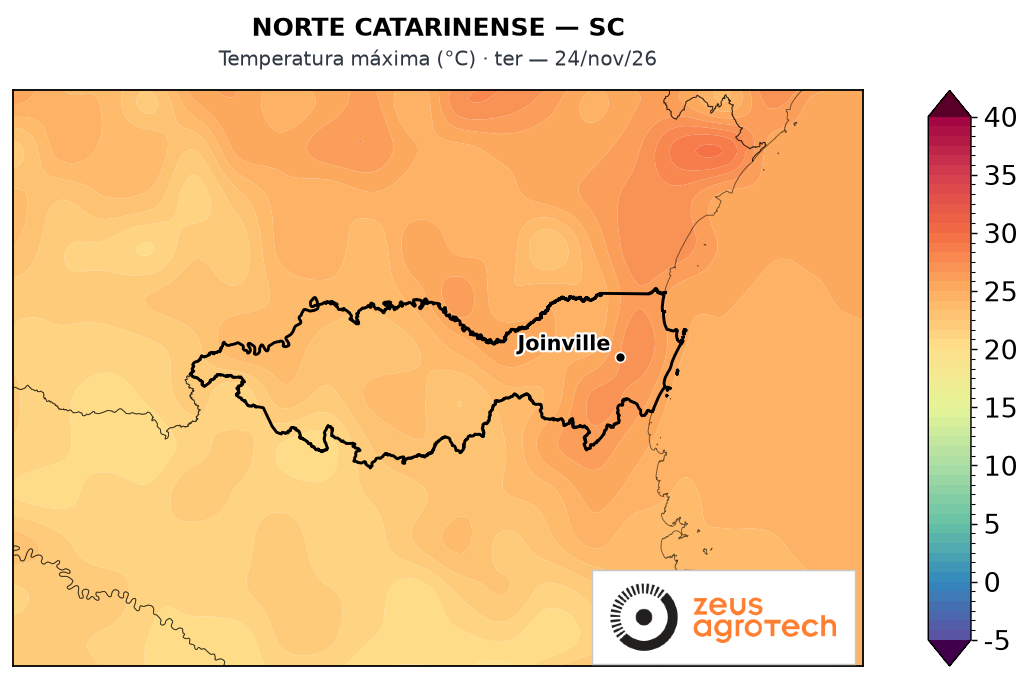 NORTE CATARINENSE — SC
Temperatura máxima (°C) · ter — 24/nov/26
Joinville
40
35
30
25
20
15
10
5
0
-5
zeus
agrotech